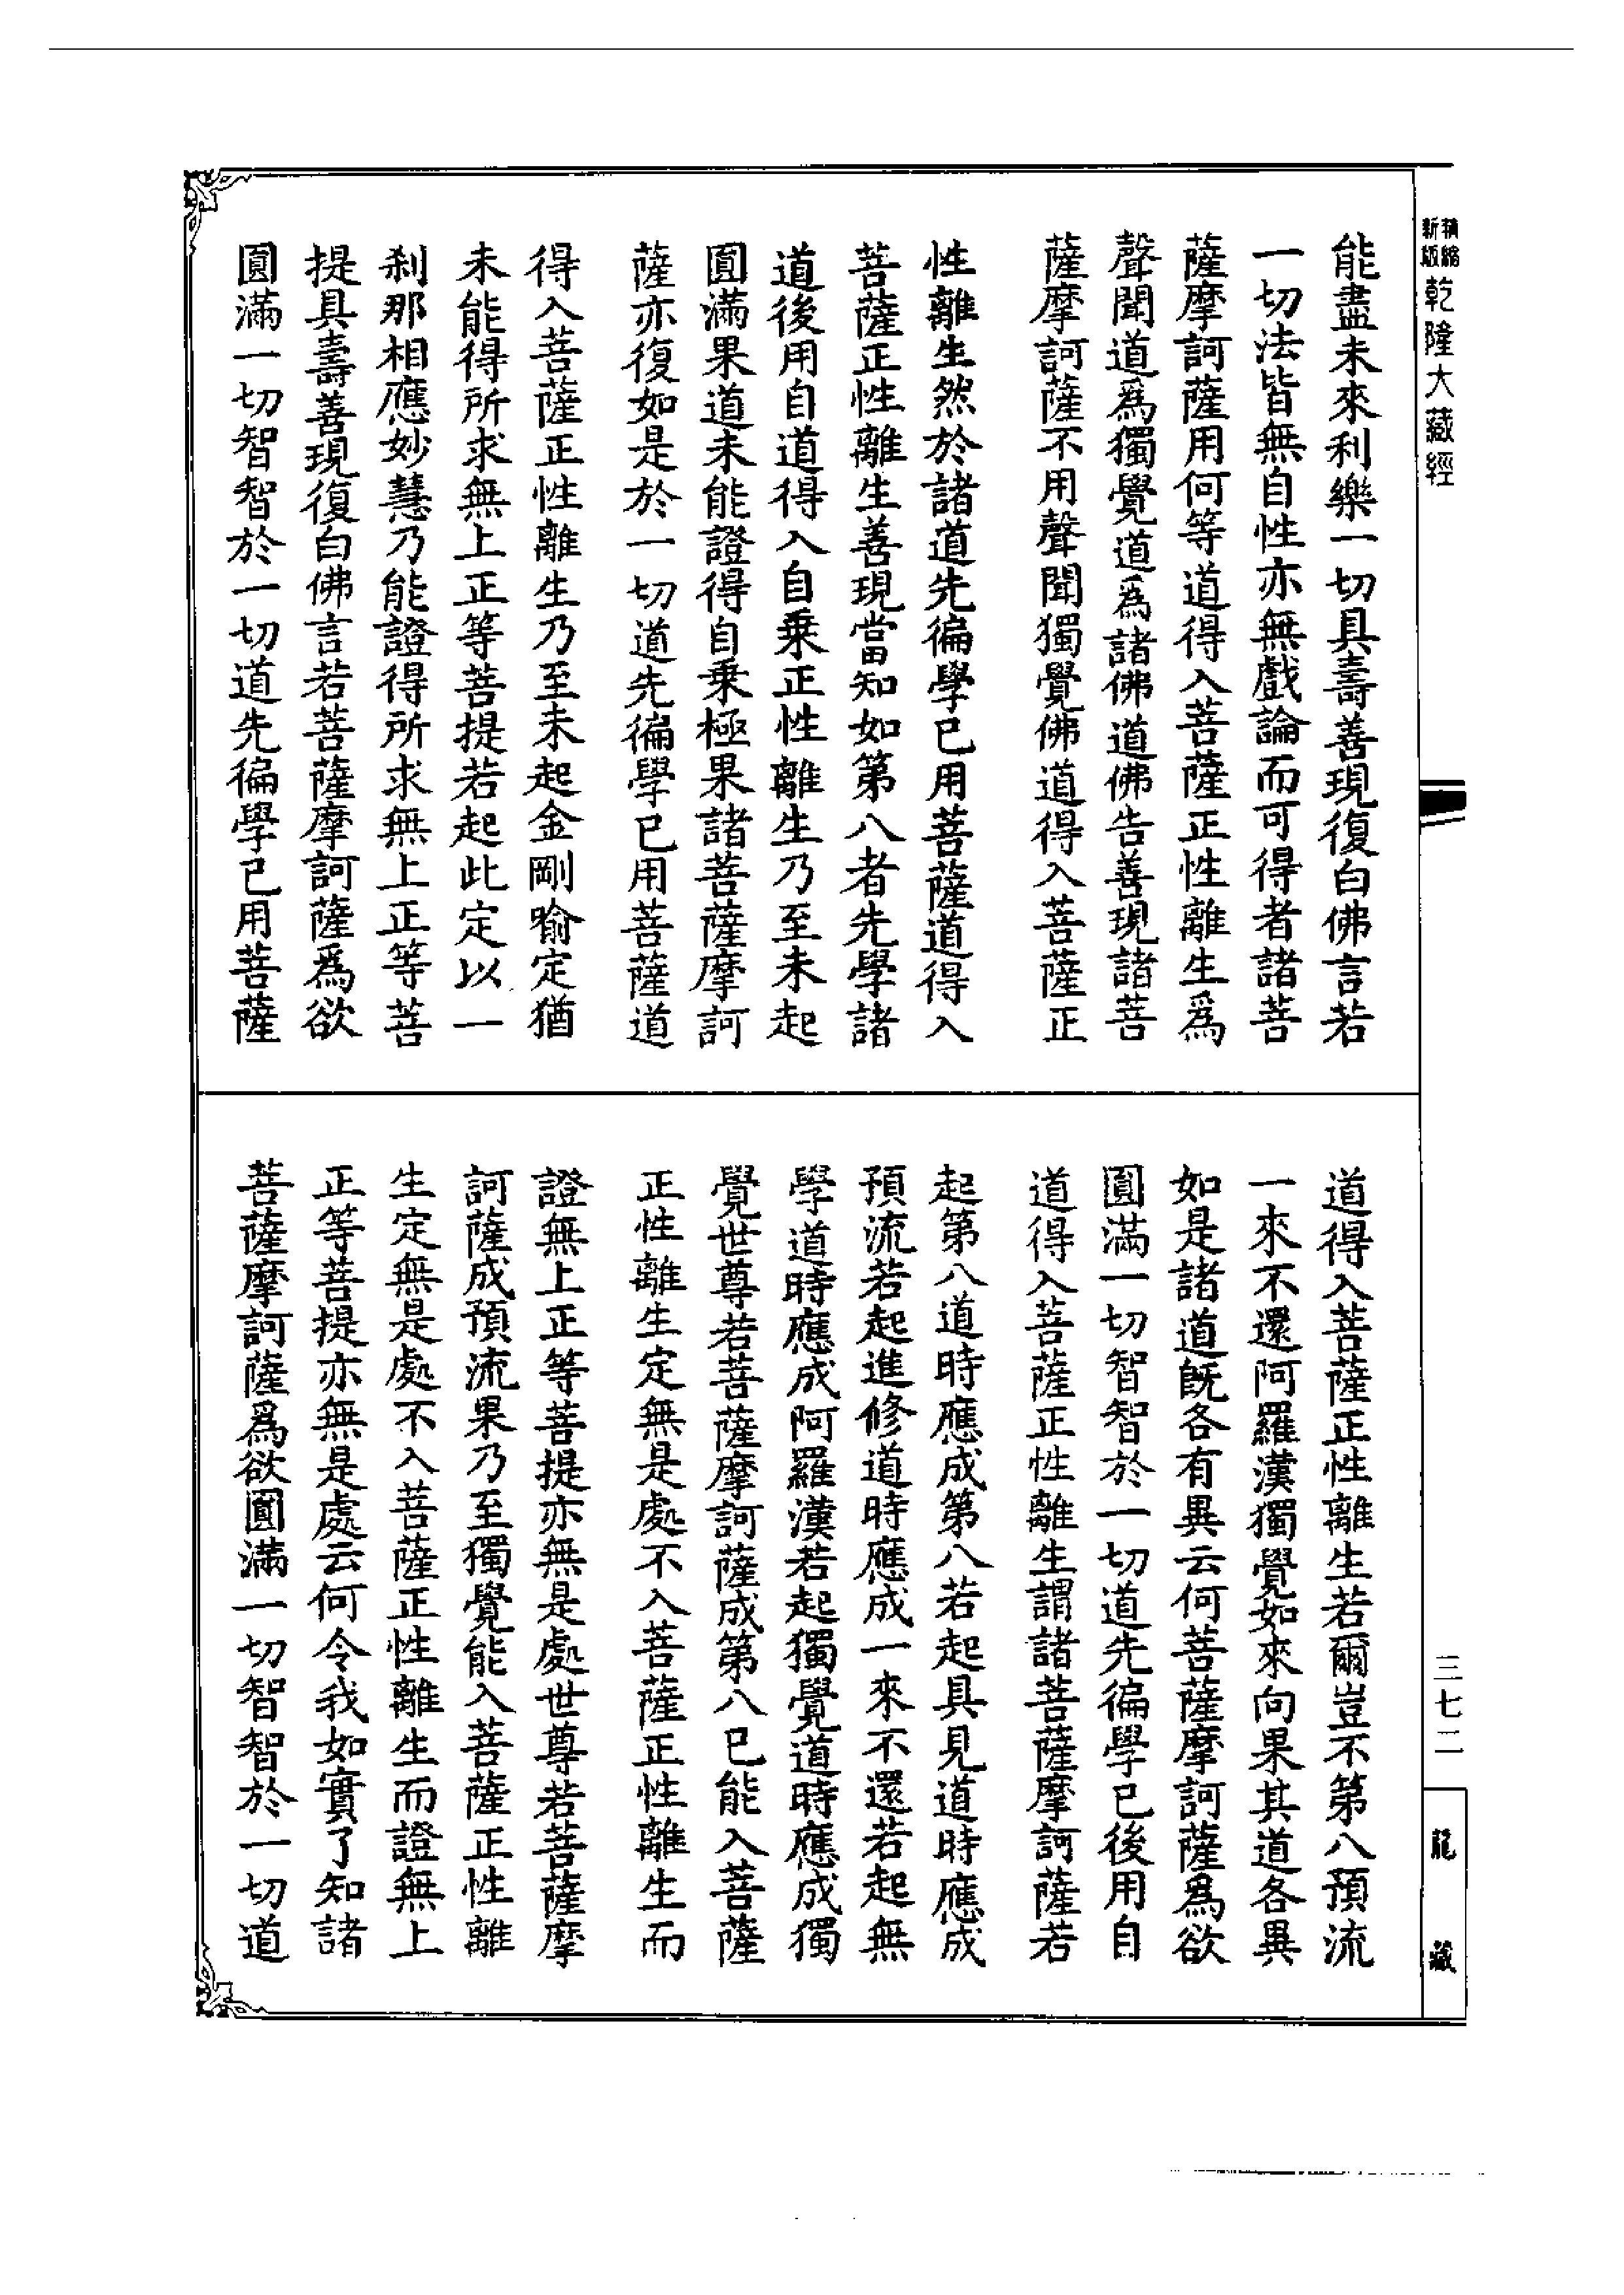 精縮新版乾隆大藏經
能盡未來利樂一切具壽善現復白佛言若
一切法皆無自性亦無戲論而可得者諸菩
薩摩訶薩用何等道得入菩薩正性離生爲
聲聞道爲獨覺道爲諸佛道佛告善現諸菩
薩摩訶薩不用聲聞獨覺佛道得入菩薩正
性離生然於諸道先徧學已用菩薩道得入
菩薩正性離生善現當知如第八者先學諸
道後用自道得入自乗正性離生乃至未起
圓滿果道未能證得自乗極果諸菩薩摩訶
薩亦復如是於一切道先徧學已用菩薩道
得入菩薩正性離生乃至未起金剛喻定猶
未能得所求無上正等菩提若起此定以一
刹那相應妙慧乃能證得所求無上正等菩
提具壽善現復白佛言若菩薩摩訶薩爲欲
圓滿一切智智於一切道先徧學已用菩薩
道得入菩薩正性離生若爾豈不第八預流
一來不還阿羅漢獨覺如來向果其道各異
如是諸道旣各有異云何菩薩摩訶薩爲欲
圓滿一切智智於一切道先徧學已後用自
道得入菩薩正性離生謂諸菩薩摩訶薩若
起第八道時應成第八若起具見道時應成
預流若起進修道時應成一來不還若起無
學道時應成阿羅漢若起獨覺道時應成獨
覺世尊若菩薩摩訶薩成第八已能入菩薩
正性離生定無是處不入菩薩正性離生而
證無上正等菩提亦無是處世尊若菩薩摩
訶薩成預流果乃至獨覺能入菩薩正性離
生定無是處不入菩薩正性離生而證無上
正等菩提亦無是處云何令我如實了知諸
菩薩摩訶薩爲欲圓滿一切智智於一切道
三七二
龍藏